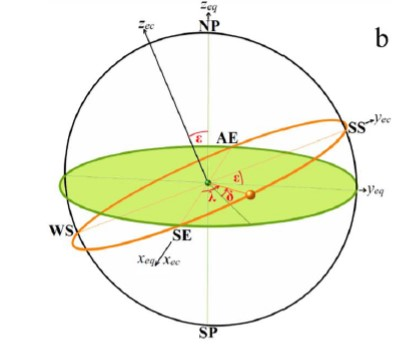 z_eq
z_ec
NP
b
ε
AE
SS
y_ec
ε
λ
δ
y_eq
WS
SE
x_eq, x_ec
SP